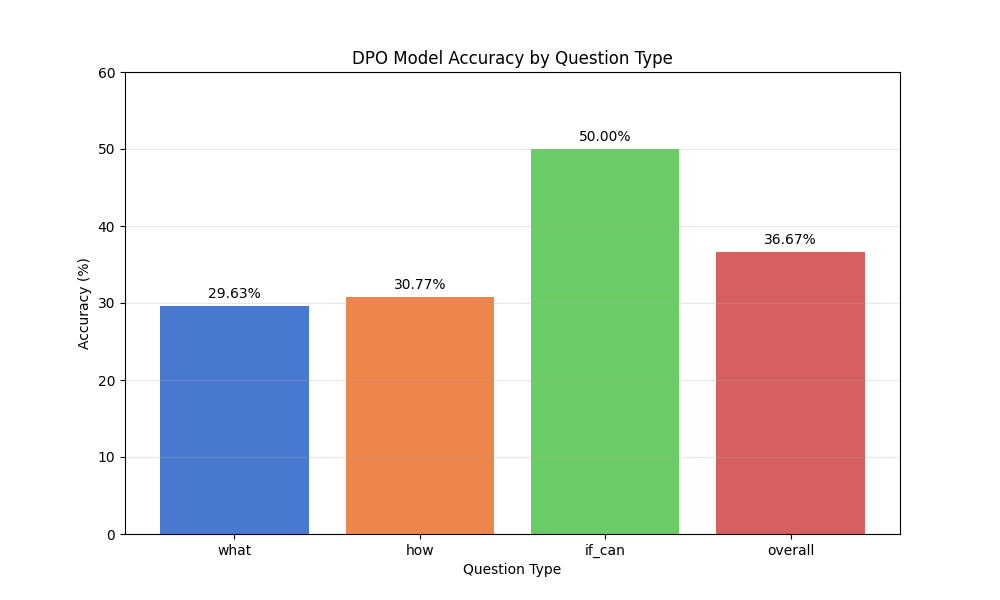 DPO Model Accuracy by Question Type
60
50
40
30
20
10
0
Accuracy (%)
29.63%
30.77%
50.00%
36.67%
what
how
if_can
overall
Question Type